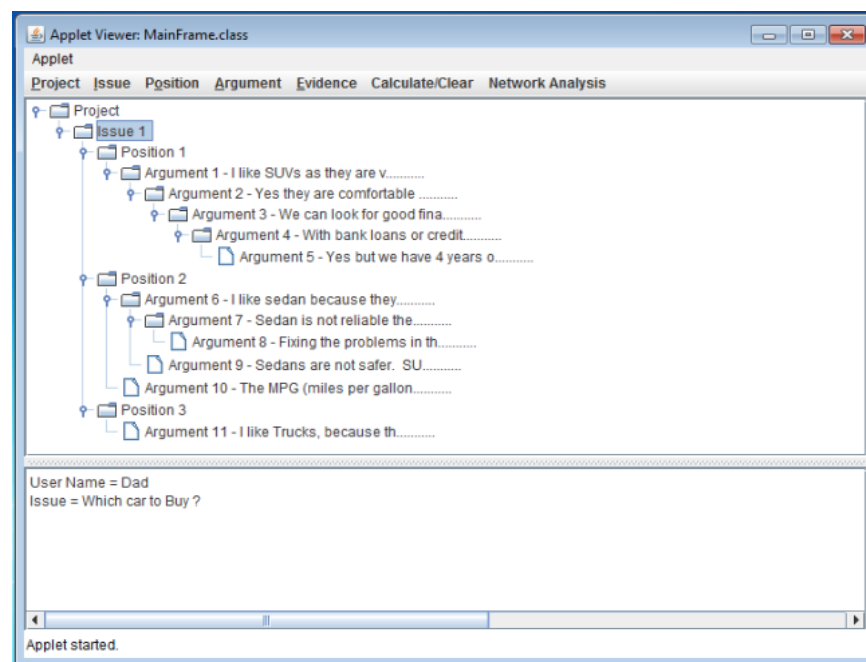 Applet Viewer: MainFrame.class
Applet
Project Issue Position Argument Evidence Calculate/Clear Network Analysis
Project
Issue 1
Position 1
Argument 1 - I like SUVs as they are v...........
Argument 2 - Yes they are comfortable ...........
Argument 3 - We can look for good fina...........
Argument 4 - With bank loans or credit...........
Argument 5 - Yes but we have 4 years o...........
Position 2
Argument 6 - I like sedan because they...........
Argument 7 - Sedan is not reliable the...........
Argument 8 - Fixing the problems in th...........
Argument 9 - Sedans are not safer.  SU...........
Argument 10 - The MPG (miles per gallon...........
Position 3
Argument 11 - I like Trucks, because th...........
User Name = Dad
Issue = Which car to Buy ?
Applet started.